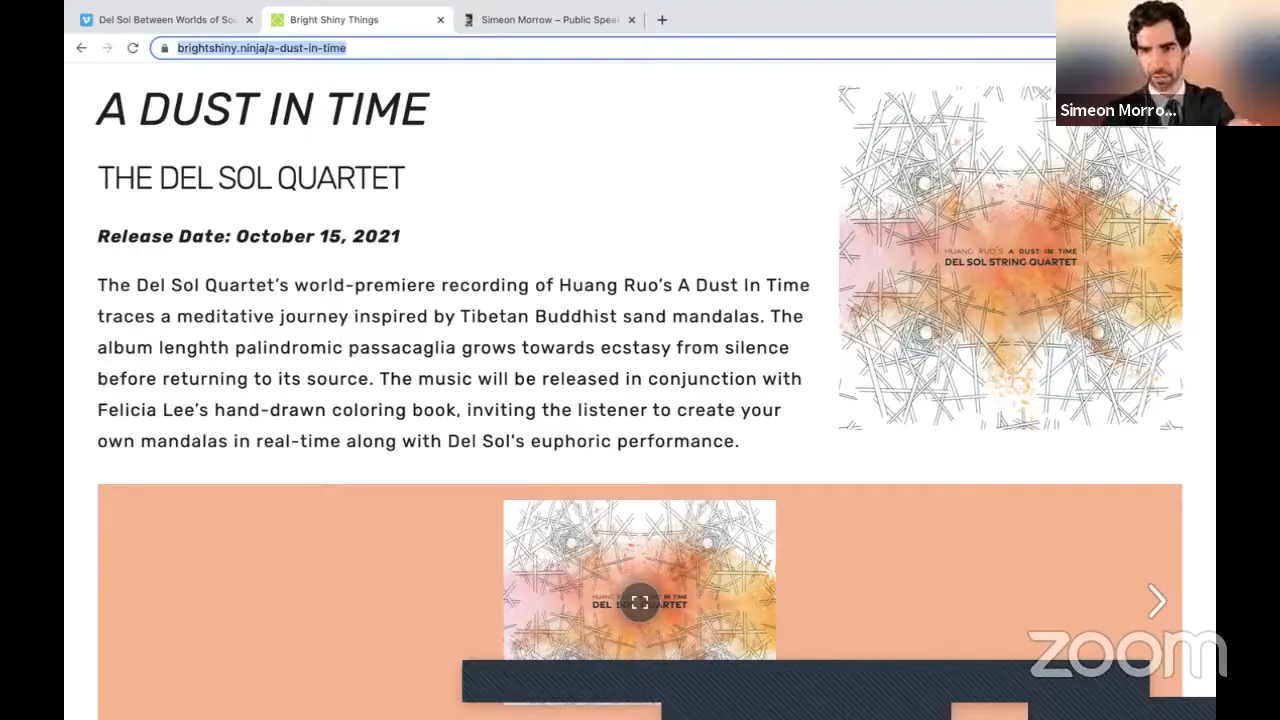 Del Sol Between Worlds of Sou
Bright Shiny Things
Simeon Morrow – Public Speak
brightshiny.ninja/a-dust-in-time
Simeon Morro...
A DUST IN TIME
THE DEL SOL QUARTET
Release Date: October 15, 2021
The Del Sol Quartet’s world-premiere recording of Huang Ruo’s A Dust In Time
traces a meditative journey inspired by Tibetan Buddhist sand mandalas. The
album lenghth palindromic passacaglia grows towards ecstasy from silence
before returning to its source. The music will be released in conjunction with
Felicia Lee’s hand-drawn coloring book, inviting the listener to create your
own mandalas in real-time along with Del Sol's euphoric performance.
HUANG RUO'S A DUST IN TIME
DEL SOL STRING QUARTET
zoom